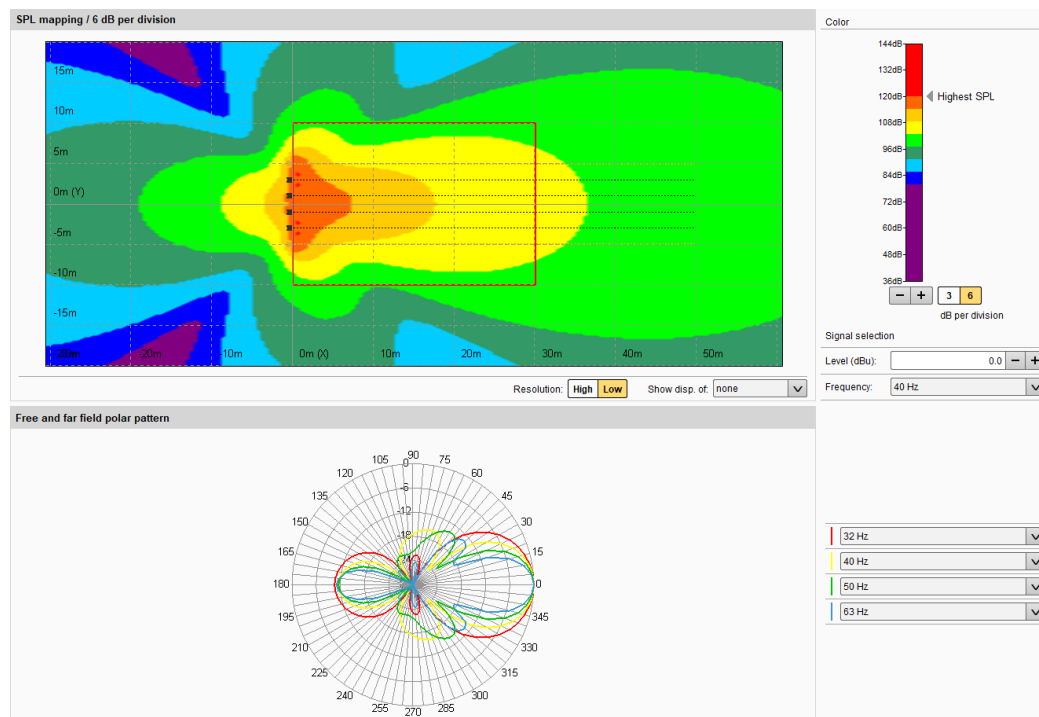 SPL mapping / 6 dB per division
15m
10m
5m
0m (Y)
-5m
-10m
-15m
-20m
-10m
0m (X)
10m
20m
30m
40m
50m
Resolution:
High
Low
Show disp. of:
none
Color
144dB
132dB
120dB
Highest SPL
108dB
96dB
84dB
72dB
60dB
48dB
36dB
3
6
dB per division
Signal selection
Level (dBu):
0.0
Frequency:
40 Hz
Free and far field polar pattern
90
105
75
120
60
135
45
150
30
165
15
180
0
195
345
210
330
225
315
240
300
255
285
270
0
-6
-12
-18
32 Hz
40 Hz
50 Hz
63 Hz